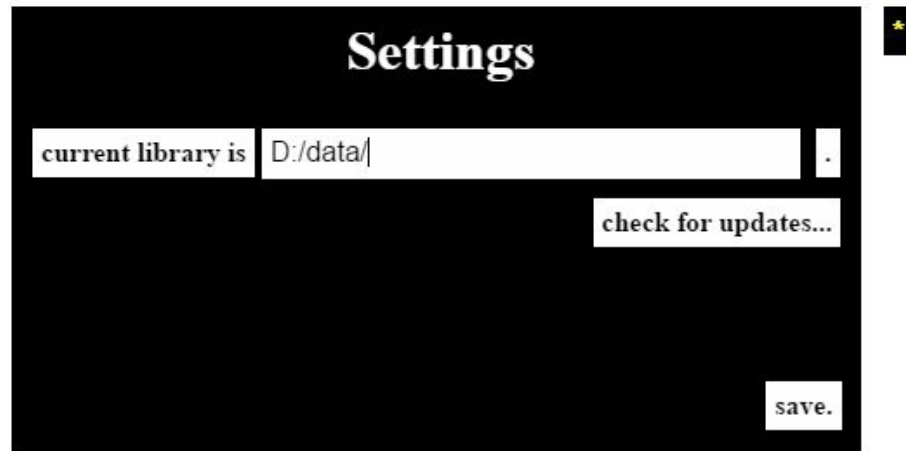 Settings
*
current library is D:/data/ .
check for updates...
save.